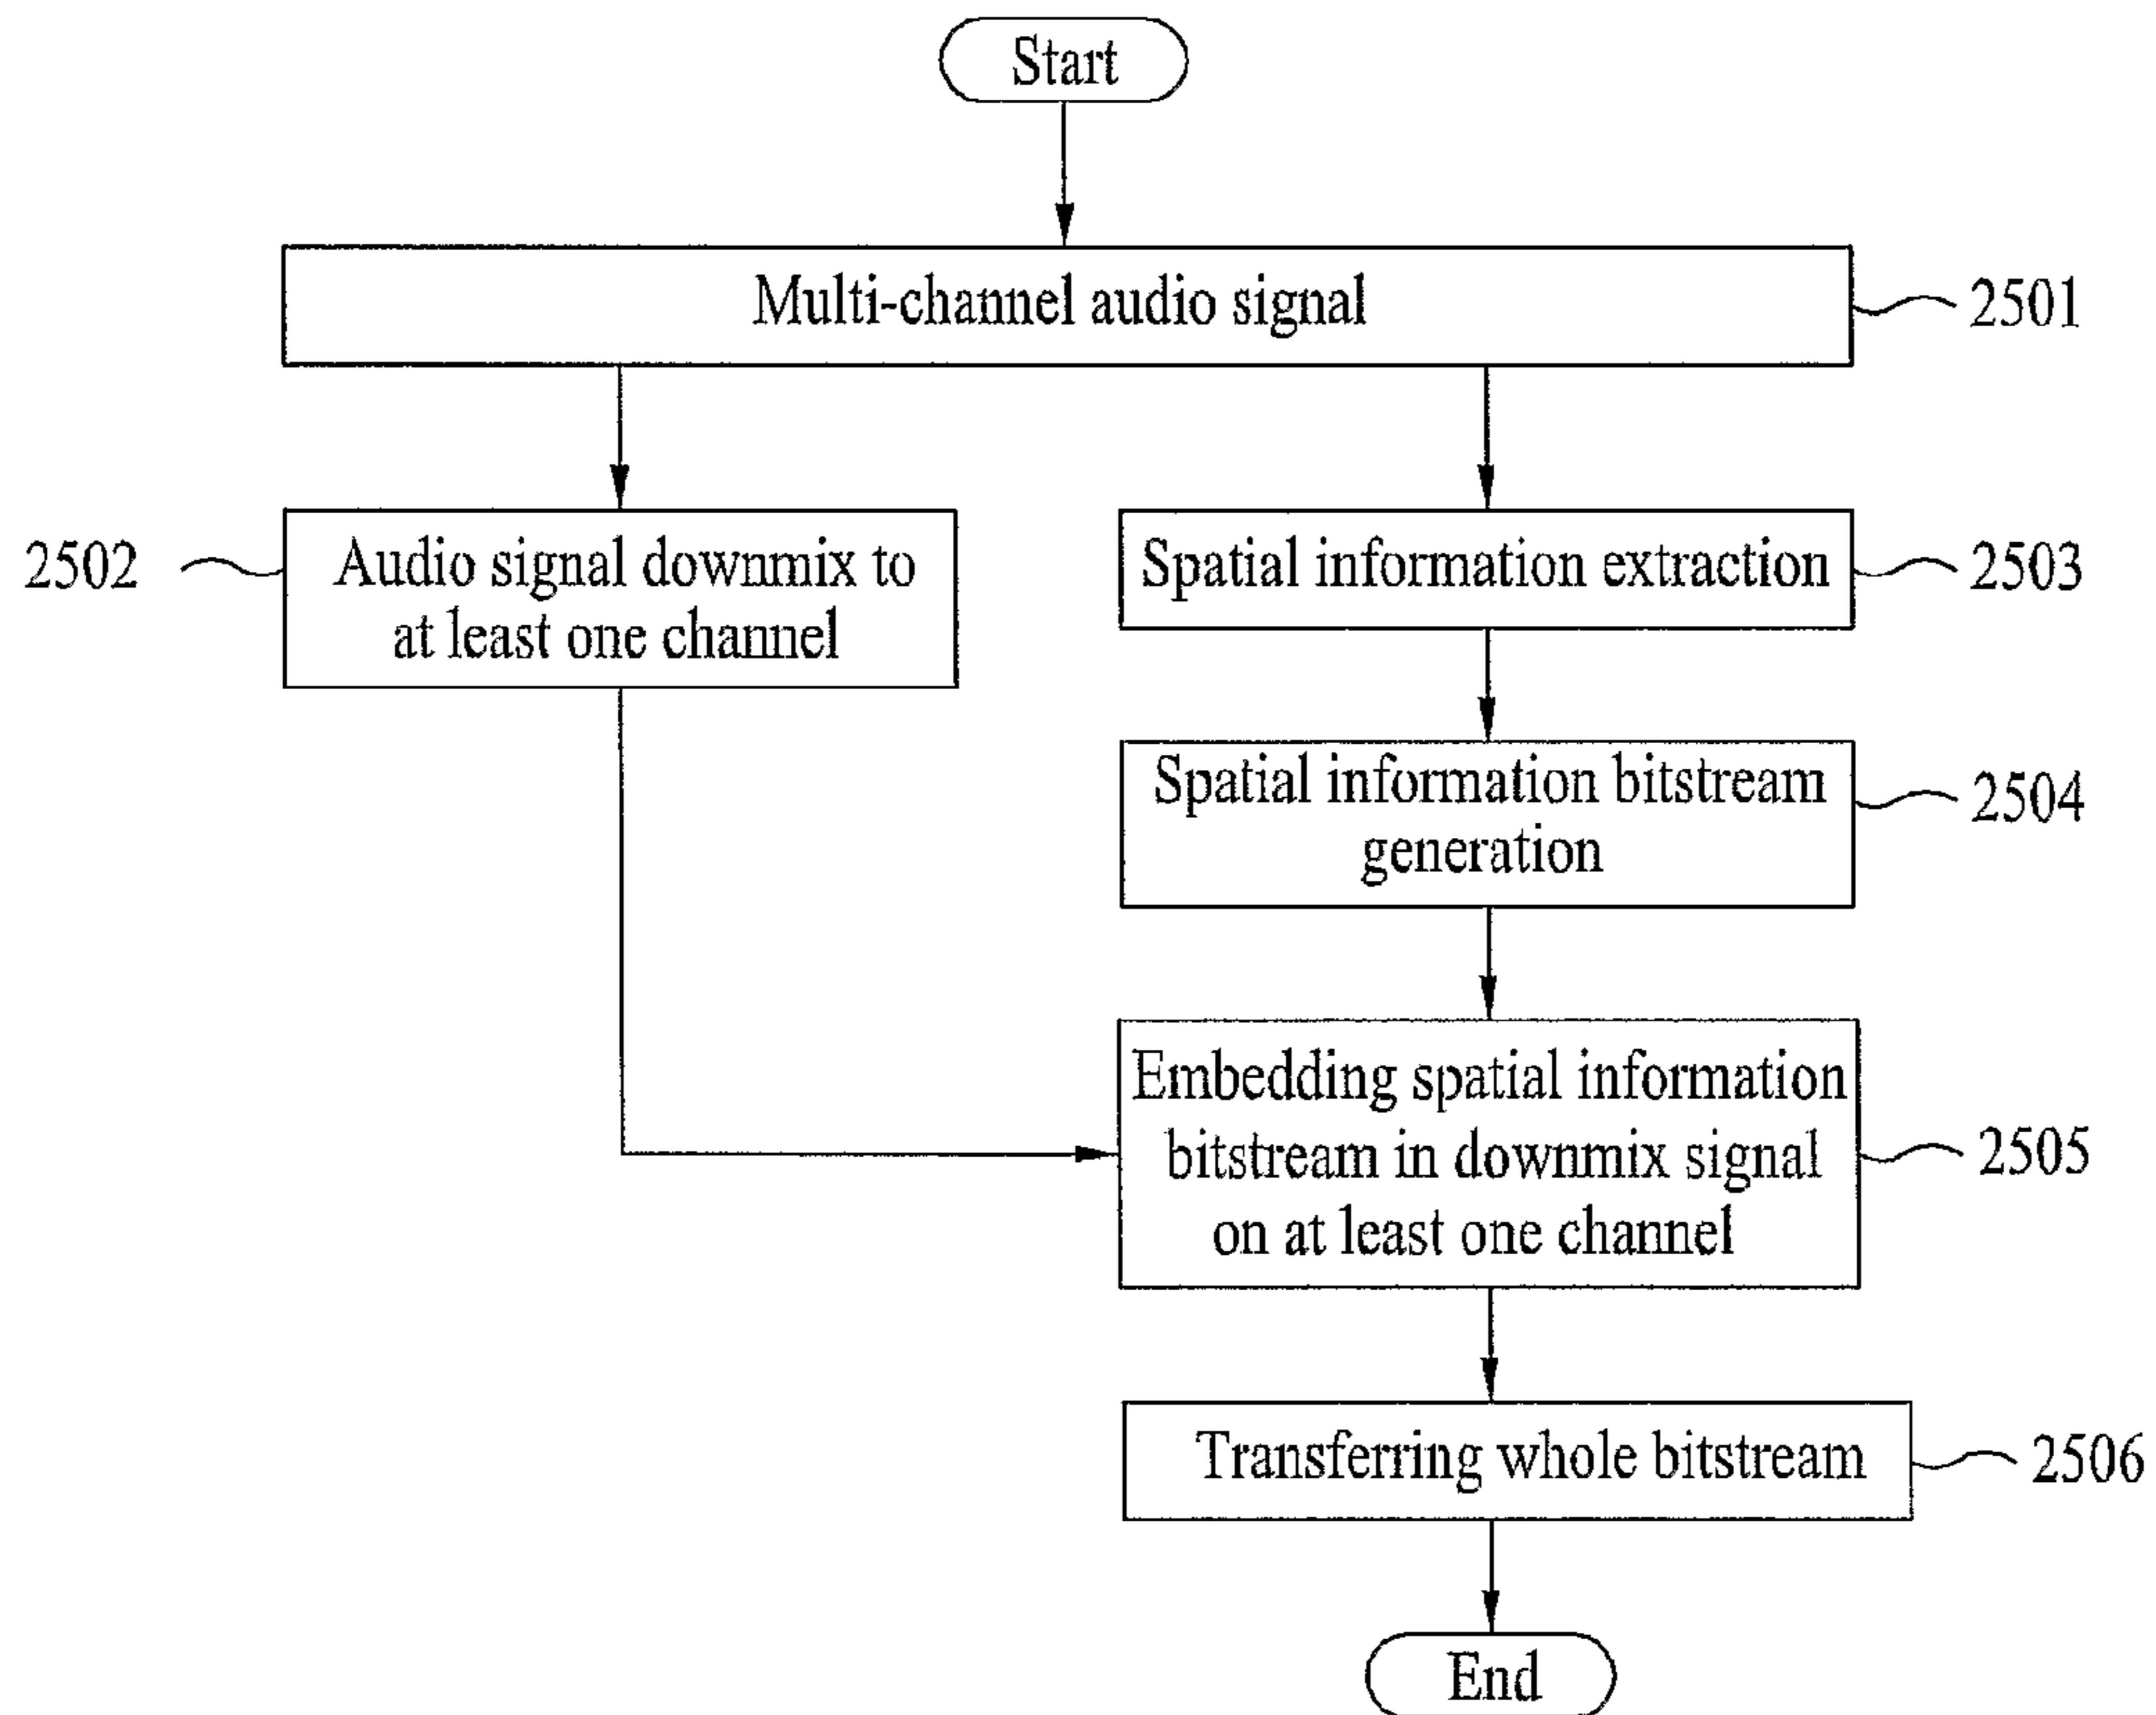 Start
Multi-channel audio signal
2501
2502
Audio signal downmix to
at least one channel
Spatial information extraction
2503
Spatial information bitstream
generation
2504
Embedding spatial information
bitstream in downmix signal
on at least one channel
2505
Transferring whole bitstream
2506
End